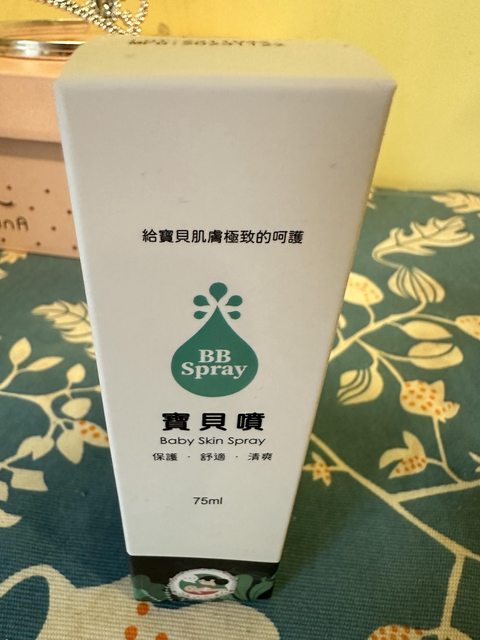 給寶貝肌膚極致的呵護
BB
Spray
寶貝噴
Baby Skin Spray
保護 · 舒適 · 清爽
75ml